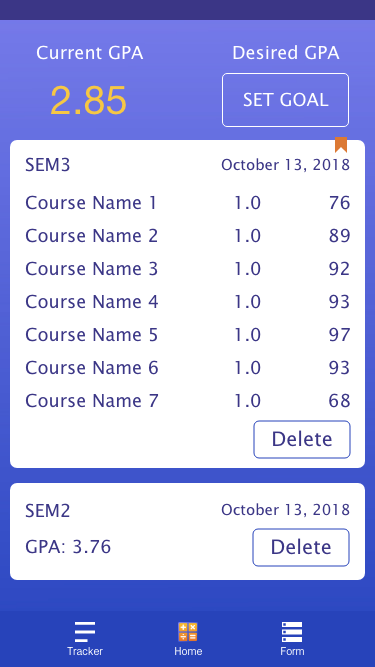 Current GPA Desired GPA
2.85 SET GOAL
SEM3 October 13, 2018
Course Name 1 1.0 76
Course Name 2 1.0 89
Course Name 3 1.0 92
Course Name 4 1.0 93
Course Name 5 1.0 97
Course Name 6 1.0 93
Course Name 7 1.0 68
Delete
SEM2 October 13, 2018
GPA: 3.76 Delete
Tracker Home Form